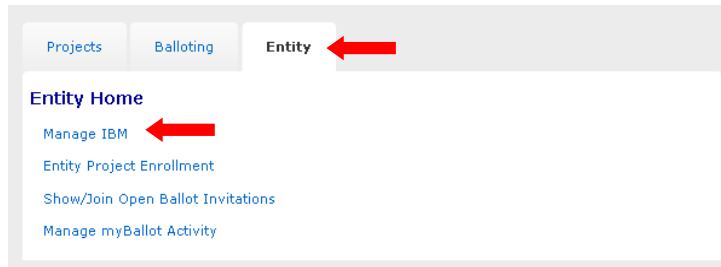 Projects Balloting Entity
Entity Home
Manage IBM
Entity Project Enrollment
Show/Join Open Ballot Invitations
Manage myBallot Activity